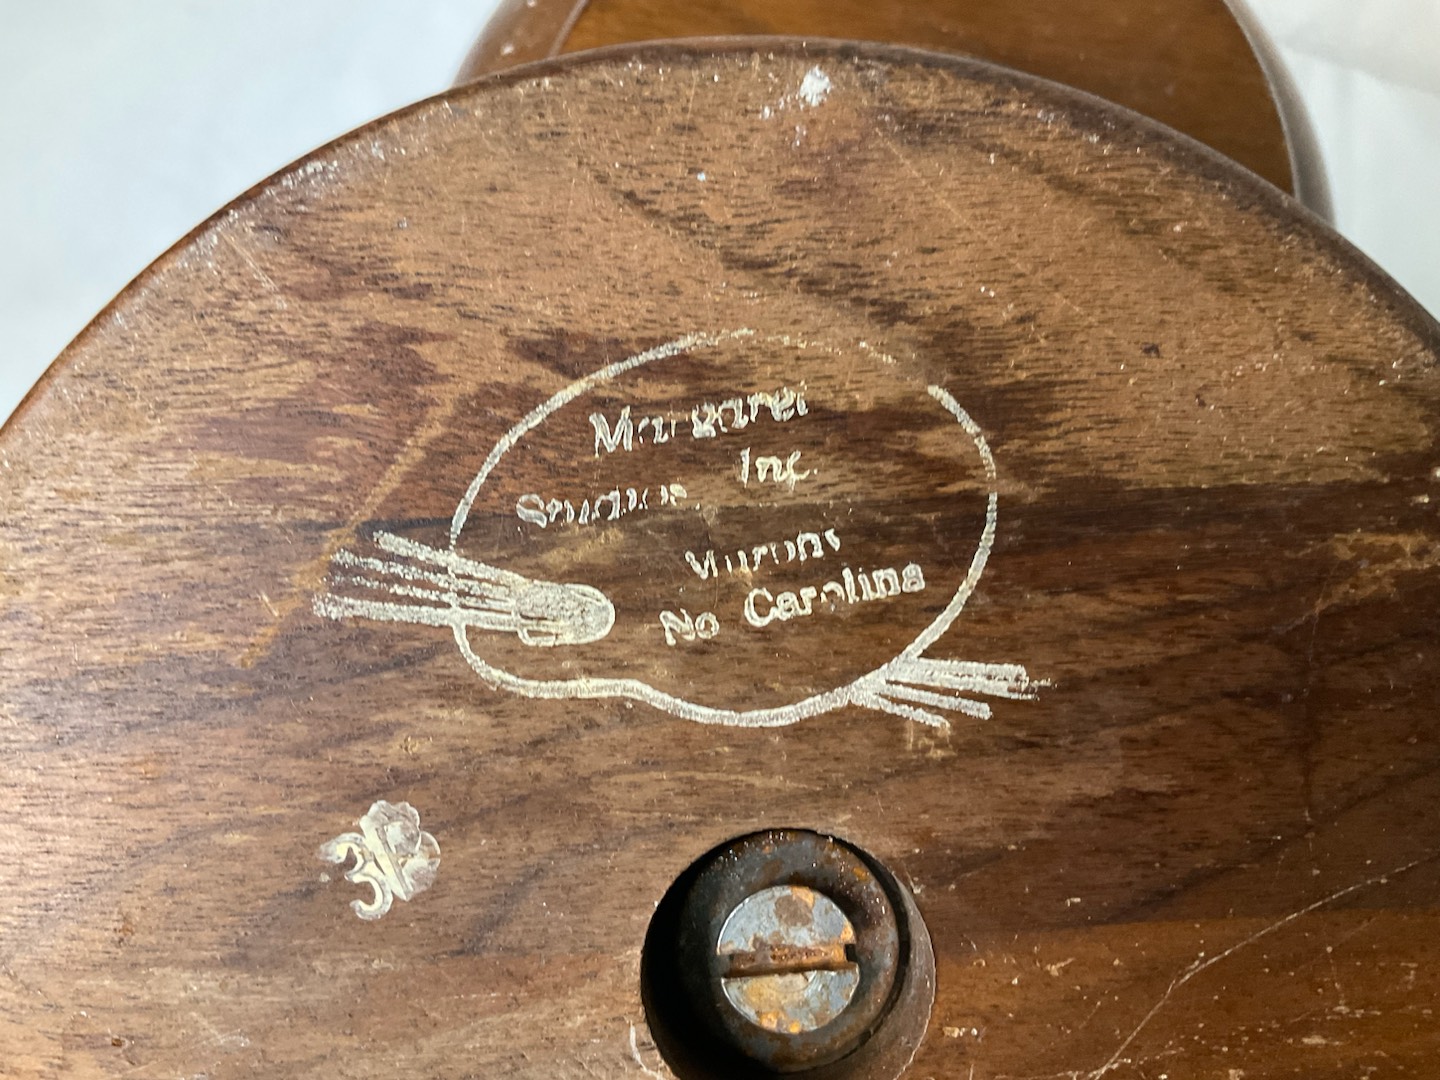 Margaret
Studios, Inc.
No Carolina